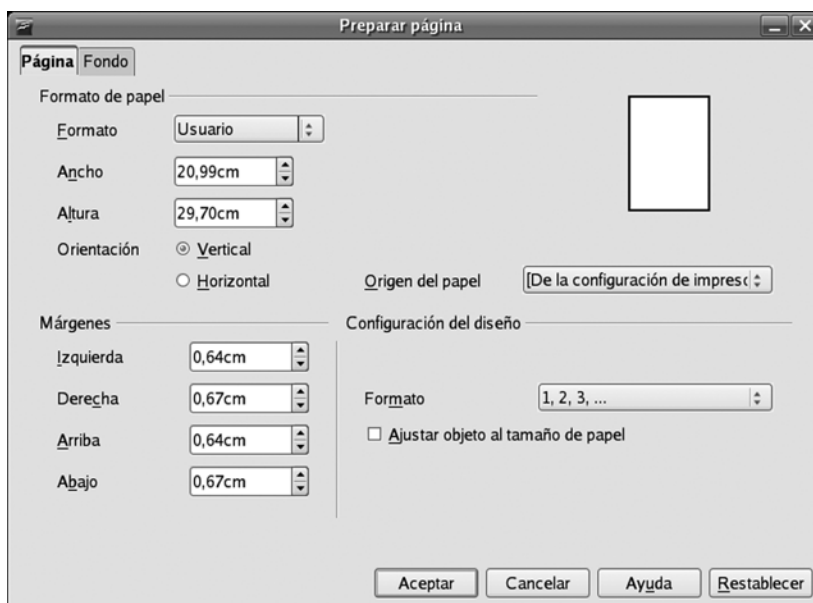 Preparar página
Página Fondo
Formato de papel
Formato Usuario
Ancho 20,99cm
Altura 29,70cm
Orientación Vertical
Horizontal
Origen del papel [De la configuración de impres
Márgenes
Izquierda 0,64cm
Derecha 0,67cm
Arriba 0,64cm
Abajo 0,67cm
Configuración del diseño
Formato 1, 2, 3, ...
Ajustar objeto al tamaño de papel
Aceptar Cancelar Ayuda Restablecer